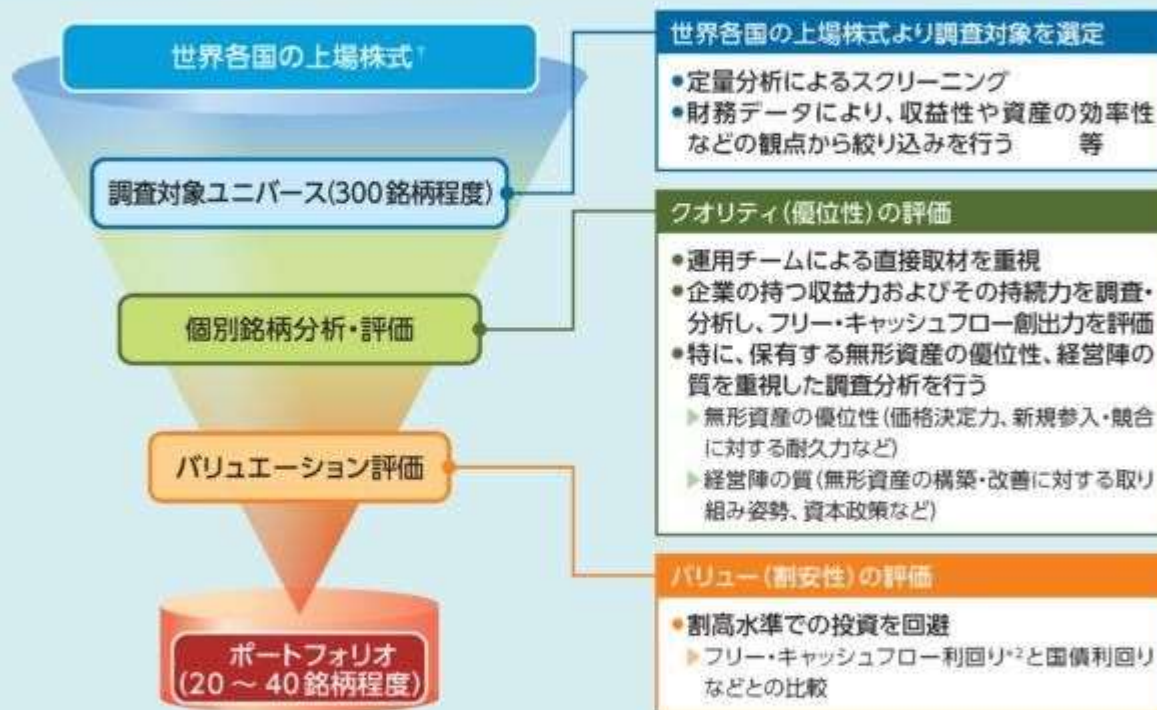 世界各国の上場株式†
調査対象ユニバース(300銘柄程度)
個別銘柄分析・評価
バリュエーション評価
ポートフォリオ
(20～40銘柄程度)
世界各国の上場株式より調査対象を選定
•定量分析によるスクリーニング
•財務データにより、収益性や資産の効率性
などの観点から絞り込みを行う　　等
クオリティ(優位性)の評価
•運用チームによる直接取材を重視
•企業の持つ収益力およびその持続力を調査・
分析し、フリー・キャッシュフロー創出力を評価
•特に、保有する無形資産の優位性、経営陣の
質を重視した調査分析を行う
▶無形資産の優位性(価格決定力、新規参入・競合
に対する耐久力など)
▶経営陣の質(無形資産の構築・改善に対する取り
組み姿勢、資本政策など)
バリュー(割安性)の評価
•割高水準での投資を回避
▶フリー・キャッシュフロー利回り*2と国債利回り
などとの比較